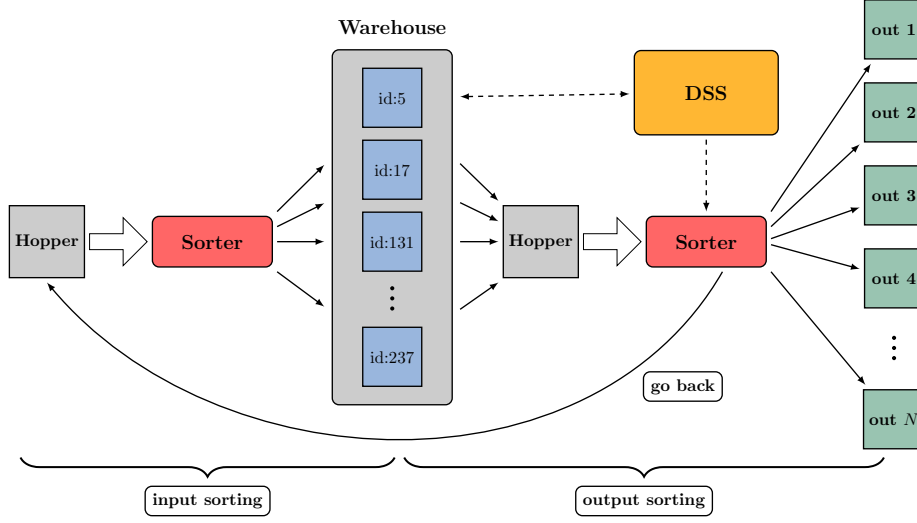 Warehouse
id:5
id:17
id:131
id:237
DSS
Hopper
Sorter
Hopper
Sorter
out 1
out 2
out 3
out 4
out N
go back
input sorting
output sorting